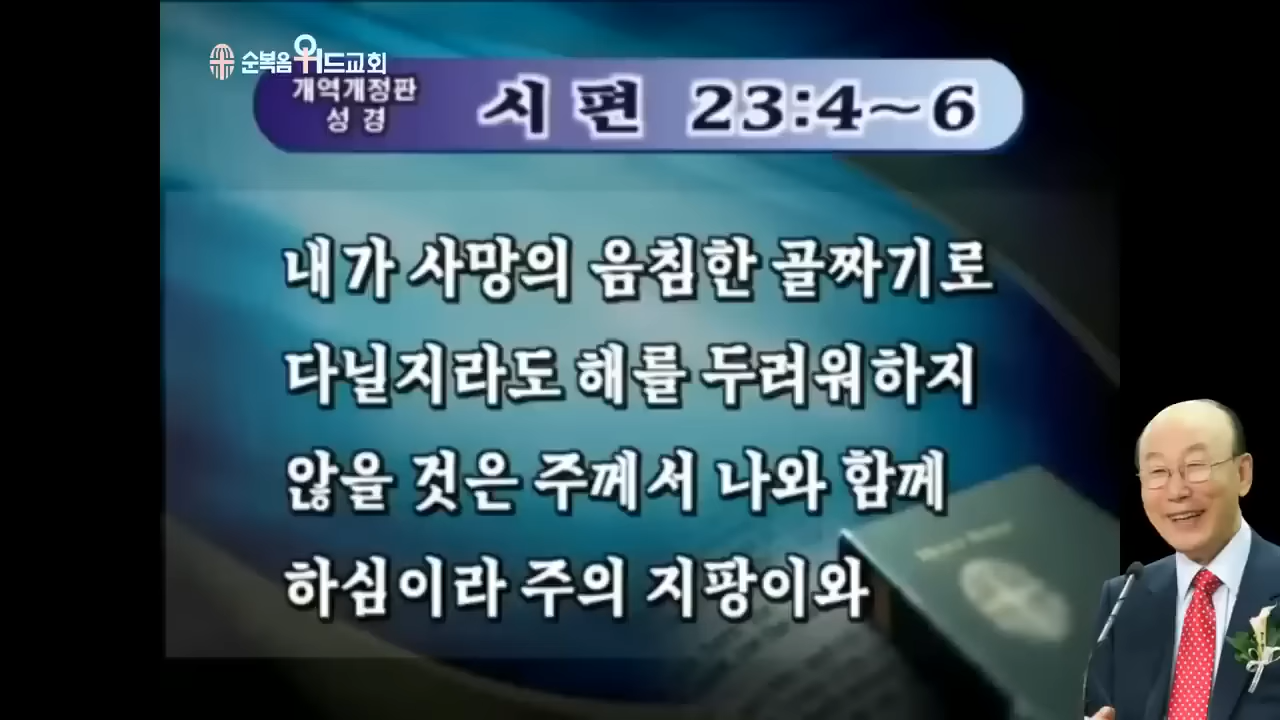 순복음워드교회
개역개정판
성경
시편 23:4~6
내가 사망의 음침한 골짜기로
다닐지라도 해를 두려워하지
않을 것은 주께서 나와 함께
하심이라 주의 지팡이와